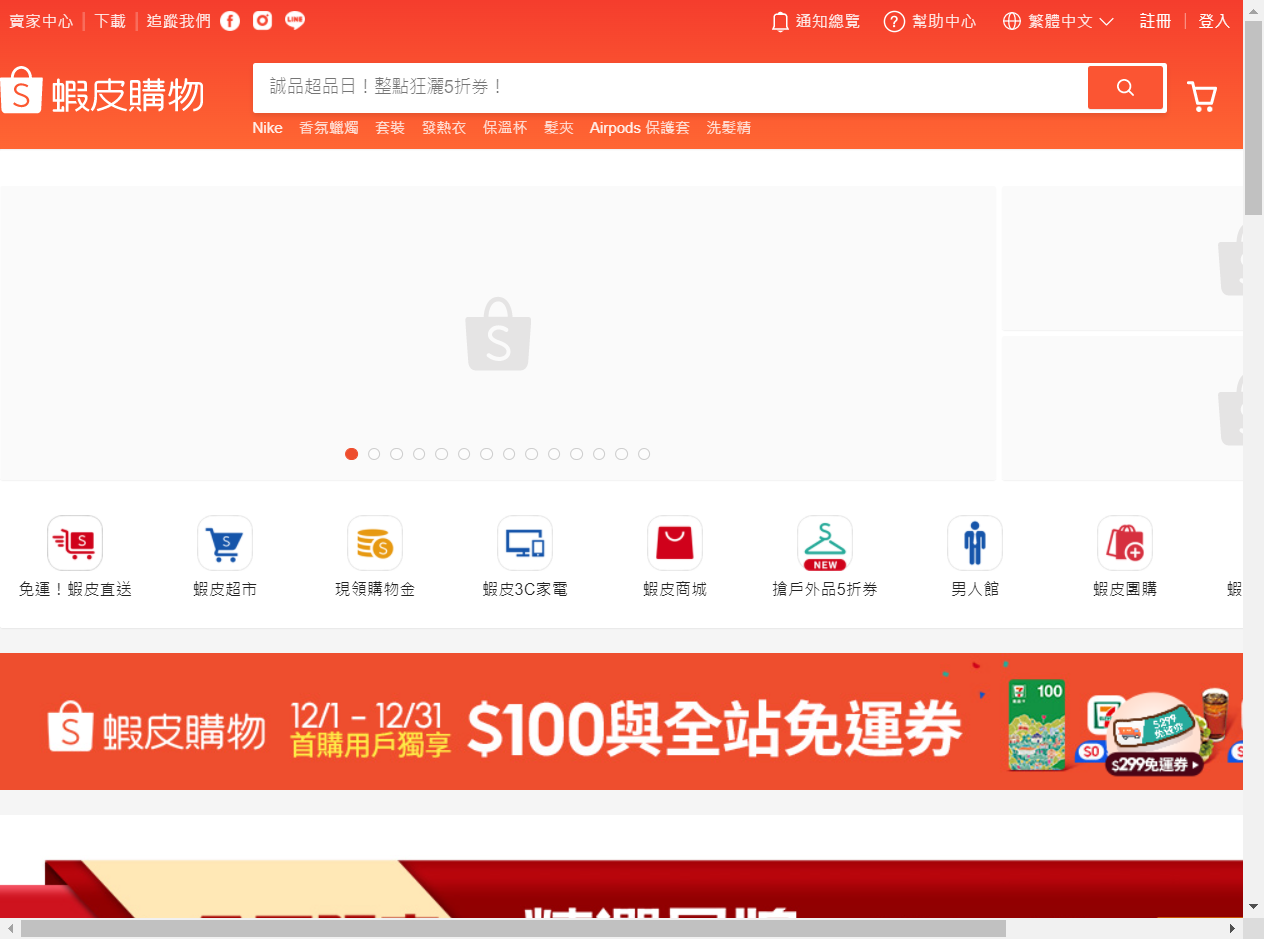 賣家中心 下載 追蹤我們 LINE 通知總覽 幫助中心 繁體中文 註冊 登入
蝦皮購物
誠品超品日！整點狂灑5折券！
Nike 香氛蠟燭 套裝 發熱衣 保溫杯 髮夾 Airpods 保護套 洗髮精
NEW
免運！蝦皮直送 蝦皮超市 現領購物金 蝦皮3C家電 蝦皮商城 搶戶外品5折券 男人館 蝦皮團購 蝦
蝦皮購物 12/1 - 12/31 首購用戶獨享 $100與全站免運券
100
$0
$299免運券